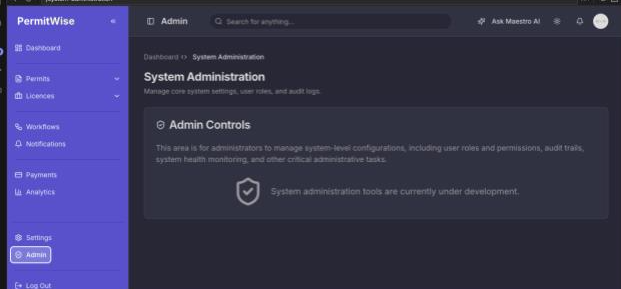 PermitWise «
Admin
Search for anything...
Ask Maestro AI
Dashboard
Permits
Licences
Workflows
Notifications
Payments
Analytics
Settings
Admin
Log Out
Dashboard <> System Administration
System Administration
Manage core system settings, user roles, and audit logs.
Admin Controls
This area is for administrators to manage system-level configurations, including user roles and permissions, audit trails,
system health monitoring, and other critical administrative tasks.
System administration tools are currently under development.